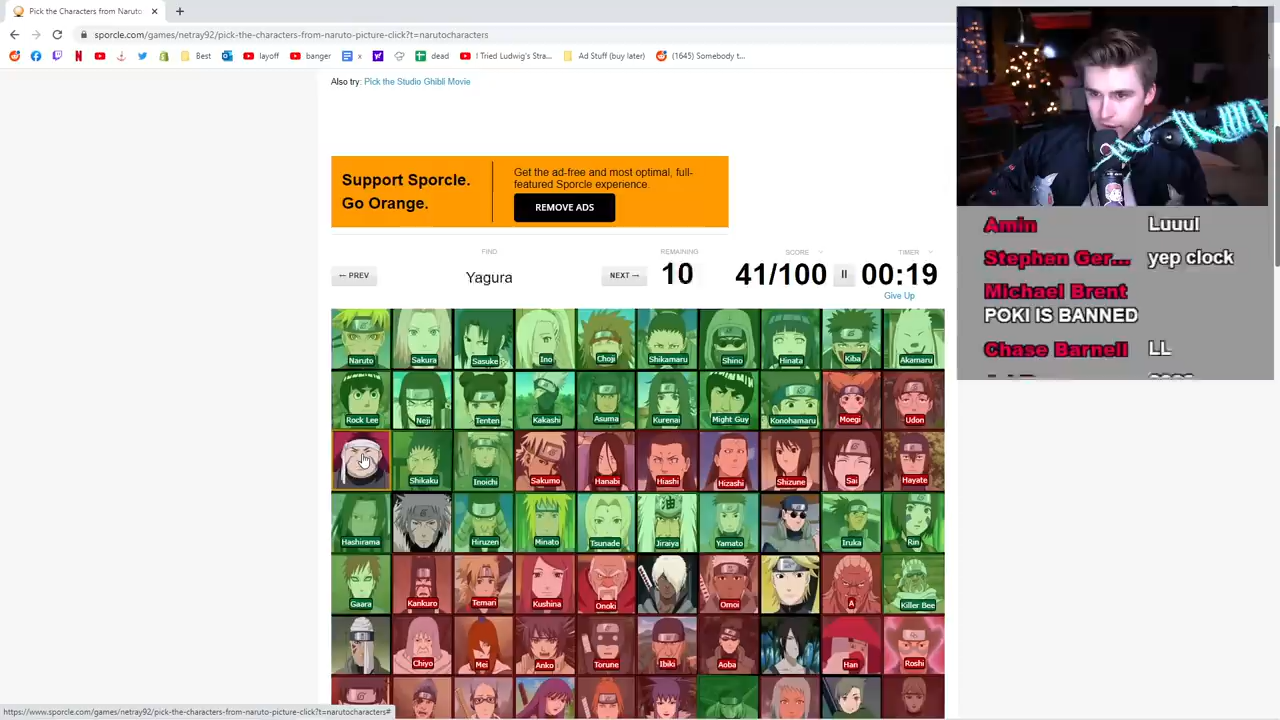 Pick the Characters from Naruto
sporcle.com/games/netray92/pick-the-characters-from-naruto-picture-click?t=narutocharacters
Best
layoff
banger
x
dead
I Tried Ludwig's Stra...
Ad Stuff (buy later)
(1645) Somebody t...
Also try: Pick the Studio Ghibli Movie
Support Sporcle.
Go Orange.
Get the ad-free and most optimal, full-
featured Sporcle experience.
REMOVE ADS
FIND
REMAINING
SCORE
TIMER
← PREV
Yagura
NEXT →
10
41/100
00:19
Give Up
Naruto Sakura Sasuke Ino Choji Shikamaru Shino Hinata Kiba Akamaru
Rock Lee Neji Tenten Kakashi Asuma Kurenai Might Guy Konohamaru Moegi Udon
Shikaku Inoichi Sakumo Hanabi Hiashi Hizashi Shizune Sai Hayate
Hashirama Hiruzen Minato Tsunade Jiraiya Yamato Iruka Rin
Gaara Kankuro Temari Kushina Onoki Omoi A Killer Bee
Chiyo Mei Anko Torune Ibiki Aoba Han Roshi
https://www.sporcle.com/games/netray92/pick-the-characters-from-naruto-picture-click?t=narutocharacters#
Amin Luuul
Stephen Ger... yep clock
Michael Brent
POKI IS BANNED
Chase Barnell LL